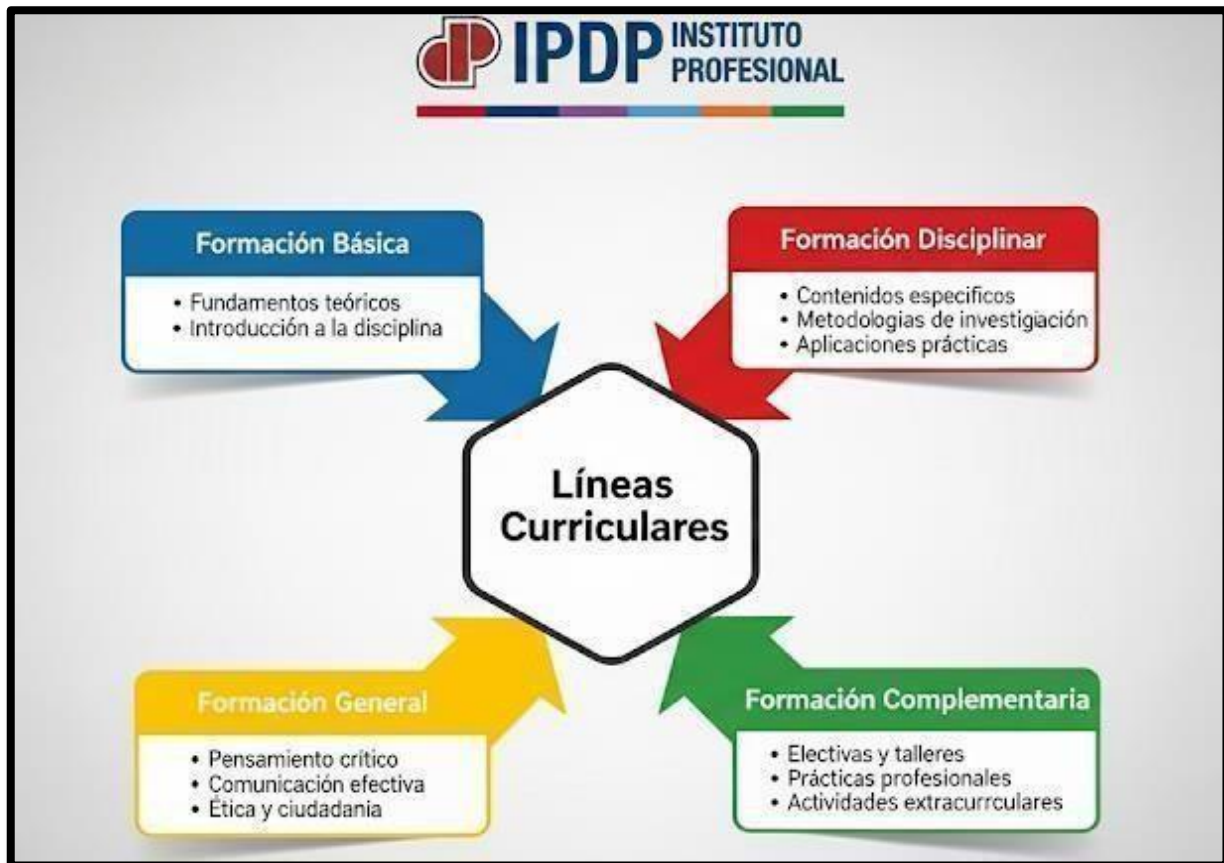 IPDP INSTITUTO
PROFESIONAL
Formación Básica
• Fundamentos teóricos
• Introducción a la disciplina
Formación Disciplinar
• Contenidos especificos
• Metodologias de investigiación
• Aplicaciones prácticas
Líneas
Curriculares
Formación General
• Pensamiento crítico
• Comunicación efectiva
• Ética y ciudadania
Formación Complementaria
• Electivas y talleres
• Prácticas profesionales
• Actividades extracurrculares